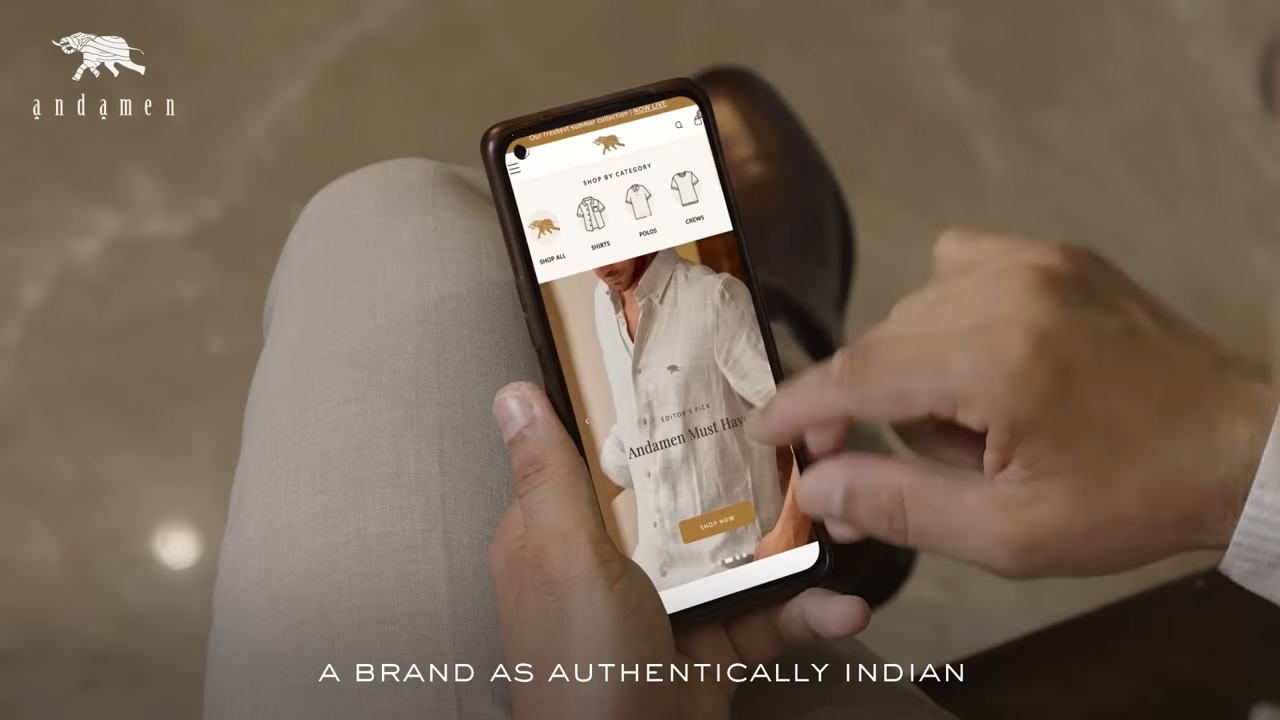 andamen
Our freshest summer collection | NOW LIVE
SHOP BY CATEGORY
SHOP ALL
SHIRTS
POLOS
CREWS
EDITOR'S PICK
Andamen Must Hav
SHOP NOW
A BRAND AS AUTHENTICALLY INDIAN